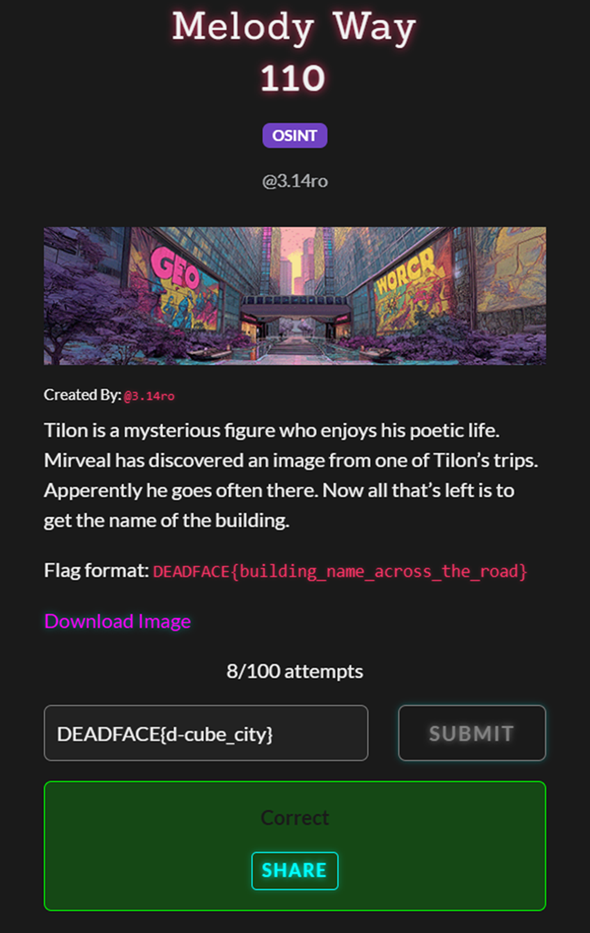 Melody Way
110
OSINT
@3.14ro
GEO
WORCR
Created By: @3.14ro
Tilon is a mysterious figure who enjoys his poetic life.
Mirveal has discovered an image from one of Tilon's trips.
Apperently he goes often there. Now all that's left is to
get the name of the building.
Flag format: DEADFACE{building_name_across_the_road}
Download Image
8/100 attempts
DEADFACE{d-cube_city}
SUBMIT
Correct
SHARE